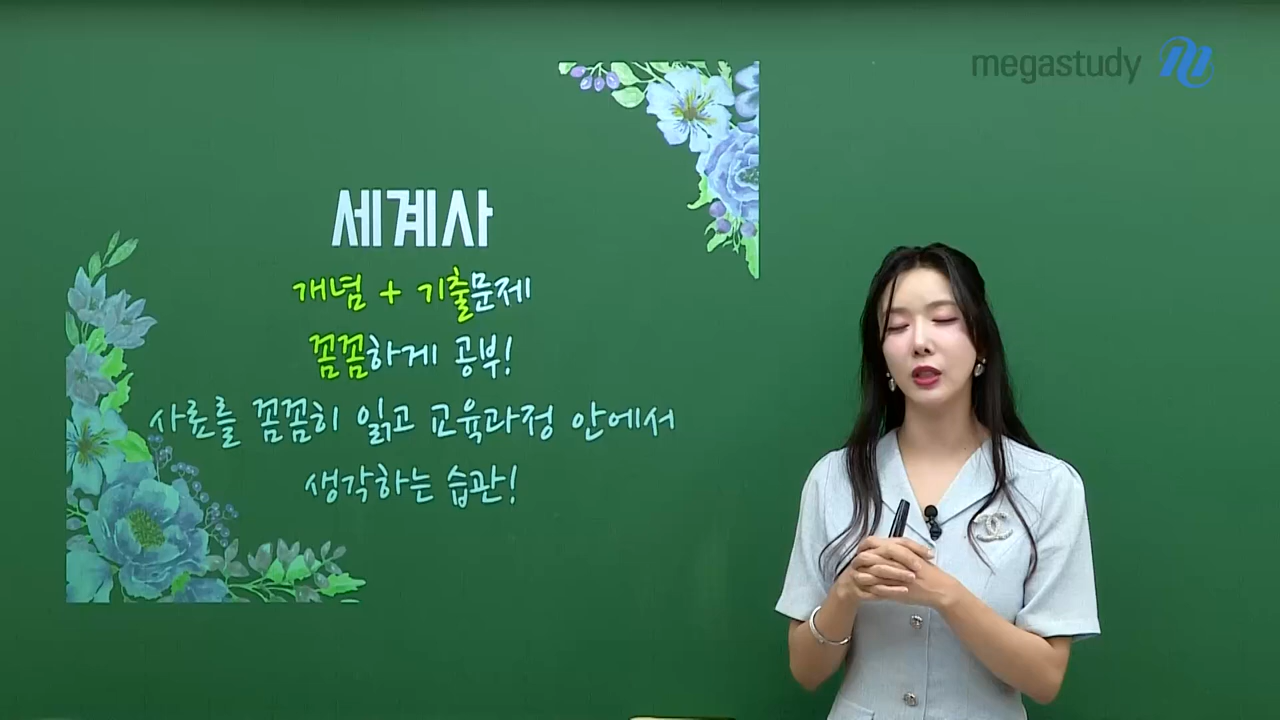 megastudy
세계사
개념 + 기출문제
꼼꼼하게 공부!
사료를 꼼꼼히 읽고 교육과정 안에서
생각하는 습관!